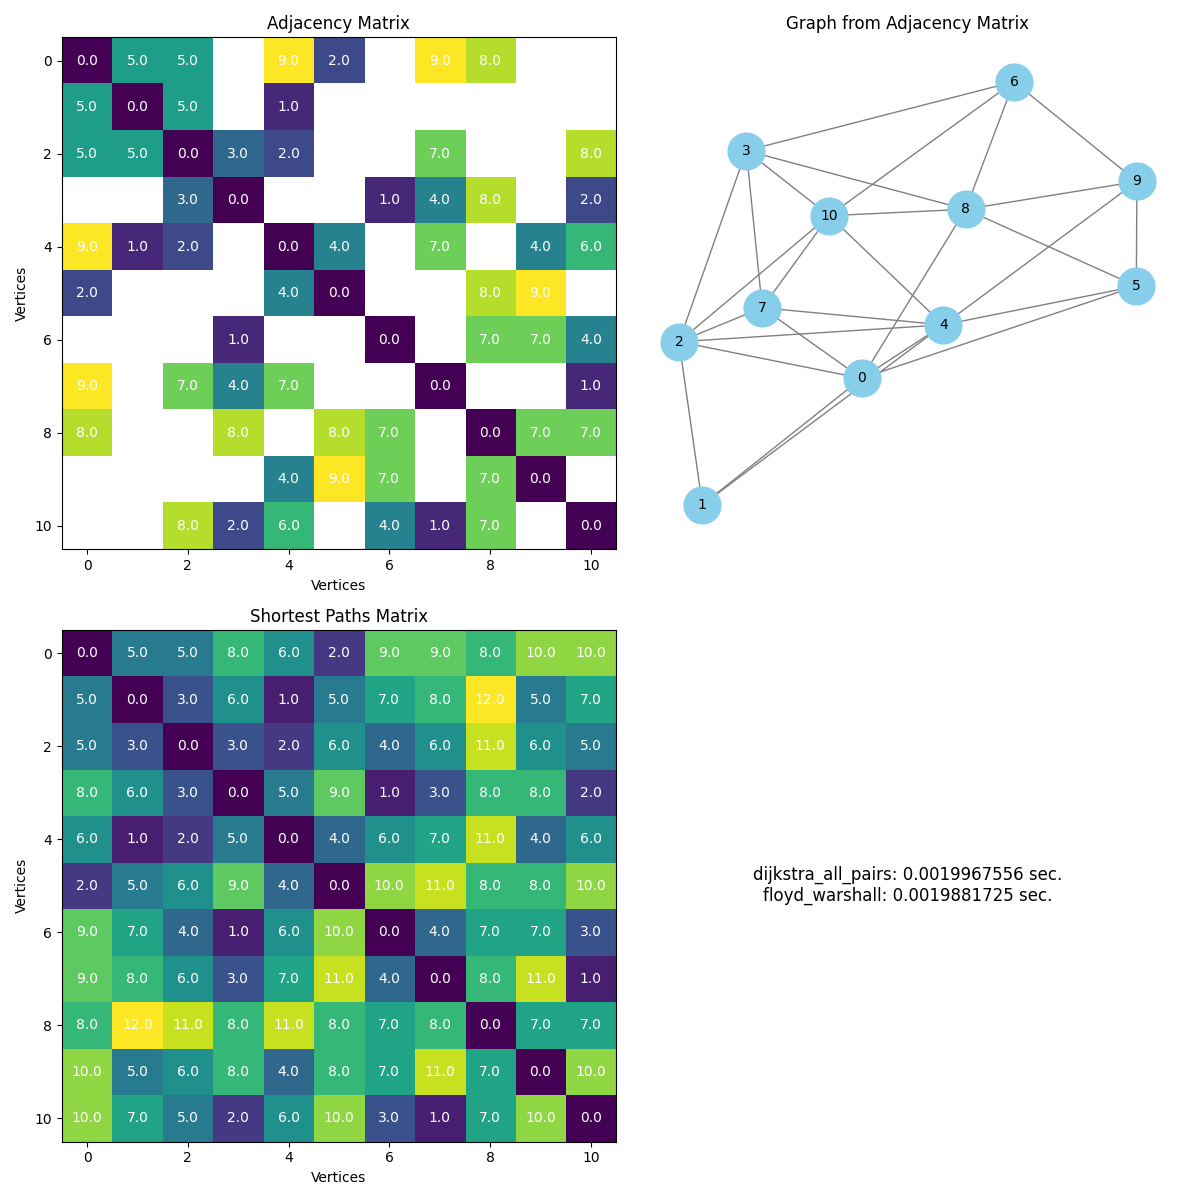 Adjacency Matrix
0 0.0 5.0 5.0 9.0 2.0 9.0 8.0
5.0 0.0 5.0 1.0
2 5.0 5.0 0.0 3.0 2.0 7.0 8.0
3.0 0.0 1.0 4.0 8.0 2.0
4 9.0 1.0 2.0 0.0 4.0 7.0 4.0 6.0
2.0 4.0 0.0 8.0 9.0
6 1.0 0.0 7.0 7.0 4.0
9.0 7.0 4.0 7.0 0.0 1.0
8 8.0 8.0 8.0 7.0 0.0 7.0 7.0
4.0 9.0 7.0 7.0 0.0
10 8.0 2.0 6.0 4.0 1.0 7.0 0.0
0 2 4 6 8 10
Vertices
Vertices
Graph from Adjacency Matrix
6
3
9
8
10
5
7
4
2
0
1
Shortest Paths Matrix
0 0.0 5.0 5.0 8.0 6.0 2.0 9.0 9.0 8.0 10.0 10.0
5.0 0.0 3.0 6.0 1.0 5.0 7.0 8.0 12.0 5.0 7.0
2 5.0 3.0 0.0 3.0 2.0 6.0 4.0 6.0 11.0 6.0 5.0
8.0 6.0 3.0 0.0 5.0 9.0 1.0 3.0 8.0 8.0 2.0
4 6.0 1.0 2.0 5.0 0.0 4.0 6.0 7.0 11.0 4.0 6.0
2.0 5.0 6.0 9.0 4.0 0.0 10.0 11.0 8.0 8.0 10.0
6 9.0 7.0 4.0 1.0 6.0 10.0 0.0 4.0 7.0 7.0 3.0
9.0 8.0 6.0 3.0 7.0 11.0 4.0 0.0 8.0 11.0 1.0
8 8.0 12.0 11.0 8.0 11.0 8.0 7.0 8.0 0.0 7.0 7.0
10.0 5.0 6.0 8.0 4.0 8.0 7.0 11.0 7.0 0.0 10.0
10 10.0 7.0 5.0 2.0 6.0 10.0 3.0 1.0 7.0 10.0 0.0
0 2 4 6 8 10
Vertices
Vertices
dijkstra_all_pairs: 0.0019967556 sec.
floyd_warshall: 0.0019881725 sec.